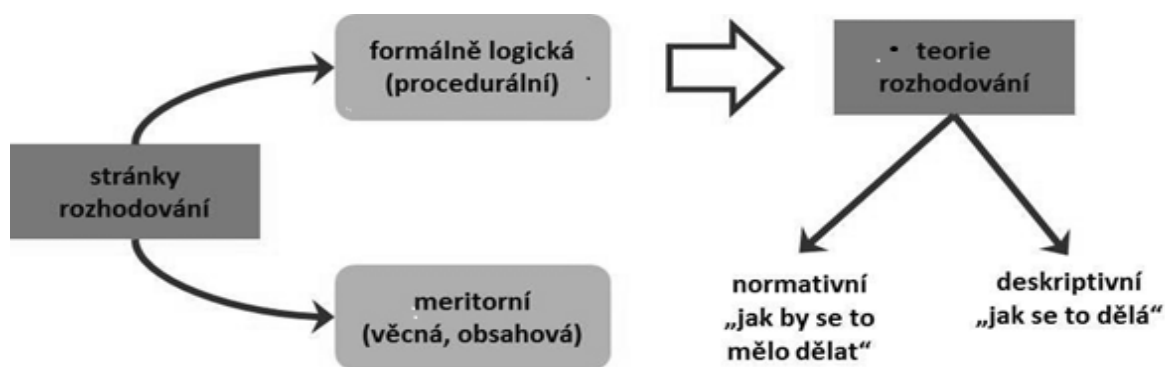 formálně logická
(procedurální)
teorie
rozhodování
stránky
rozhodování
meritorní
(věcná, obsahová)
normativní
„jak by se to
mělo dělat“
deskriptivní
„jak se to dělá“